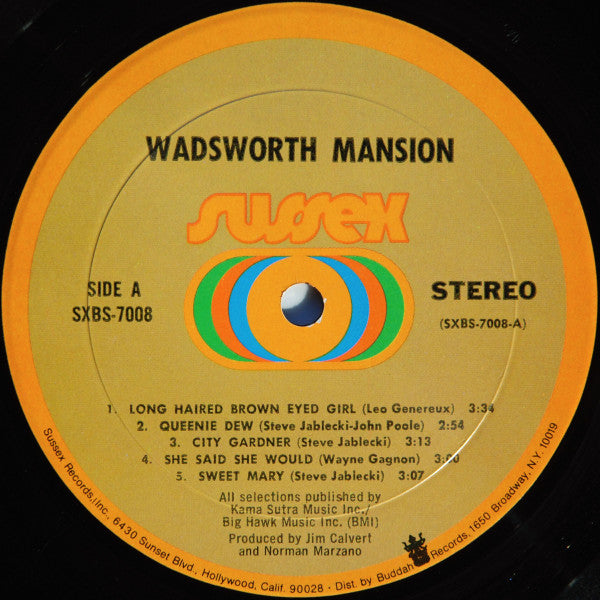 WADSWORTH MANSION
sussex
SIDE A
SXBS-7008
STEREO
(SXBS-7008-A)
1. LONG HAIRED BROWN EYED GIRL (Leo Genereux) 3:34
2. QUEENIE DEW (Steve Jablecki-John Poole) 2:54
3. CITY GARDNER (Steve Jablecki) 3:13
4. SHE SAID SHE WOULD (Wayne Gagnon) 3:00
5. SWEET MARY (Steve Jablecki) 3:07
All selections published by
Kama Sutra Music Inc./
Big Hawk Music Inc. (BMI)
Produced by Jim Calvert
and Norman Marzano
Sussex Records, Inc., 6430 Sunset Blvd., Hollywood, Calif. 90028 - Dist. by Buddah Records, 1650 Broadway, N.Y. 10019